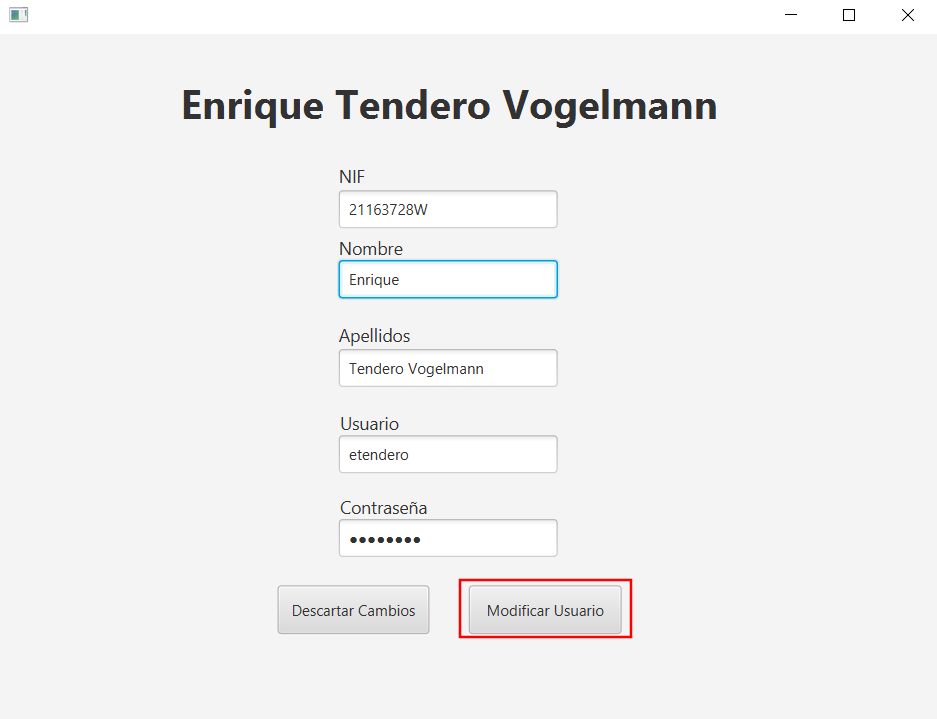 Enrique Tendero Vogelmann
NIF
21163728W
Nombre
Enrique
Apellidos
Tendero Vogelmann
Usuario
etendero
Contraseña
••••••••
Descartar Cambios
Modificar Usuario